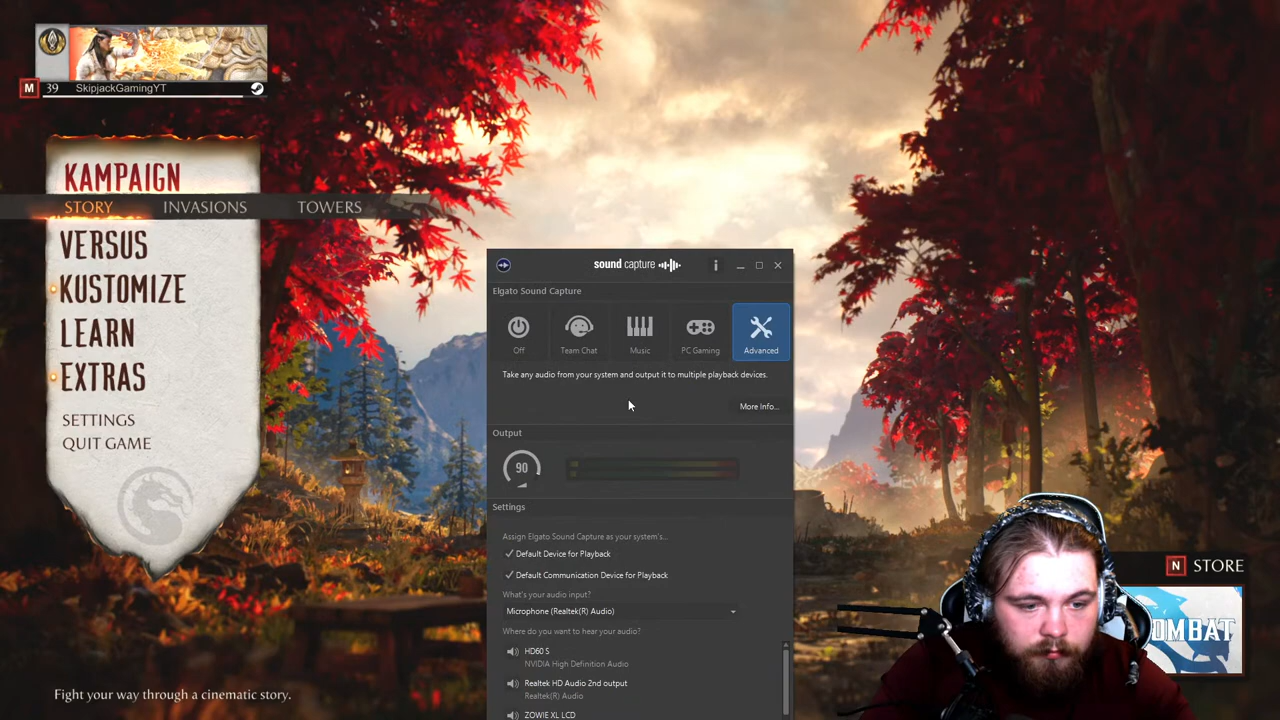 M 39 SkipjackGamingYT
KAMPAIGN
STORY INVASIONS TOWERS
VERSUS
KUSTOMIZE
LEARN
EXTRAS
SETTINGS
QUIT GAME
Fight your way through a cinematic story.
sound capture
Elgato Sound Capture
Off Team Chat Music PC Gaming Advanced
Take any audio from your system and output it to multiple playback devices.
More Info...
Output
90
Settings
Assign Elgato Sound Capture as your system's...
Default Device for Playback
Default Communication Device for Playback
What's your audio input?
Microphone (Realtek(R) Audio)
Where do you want to hear your audio?
HD60 S
NVIDIA High Definition Audio
Realtek HD Audio 2nd output
Realtek(R) Audio
ZOWIE XL LCD
N STORE
OMBAT